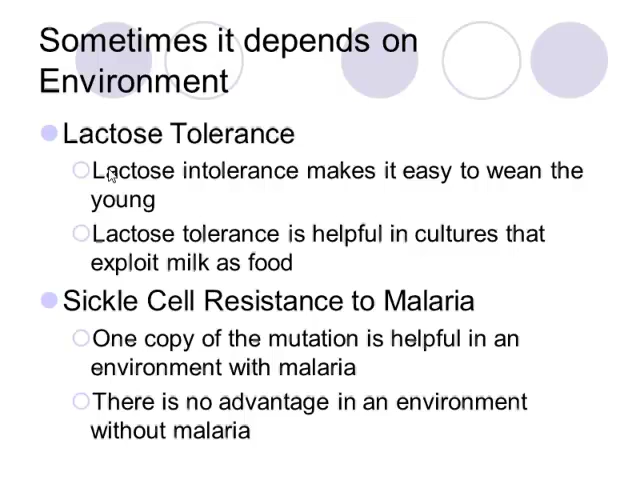 Sometimes it depends on
Environment
Lactose Tolerance
Lactose intolerance makes it easy to wean the
young
Lactose tolerance is helpful in cultures that
exploit milk as food
Sickle Cell Resistance to Malaria
One copy of the mutation is helpful in an
environment with malaria
There is no advantage in an environment
without malaria